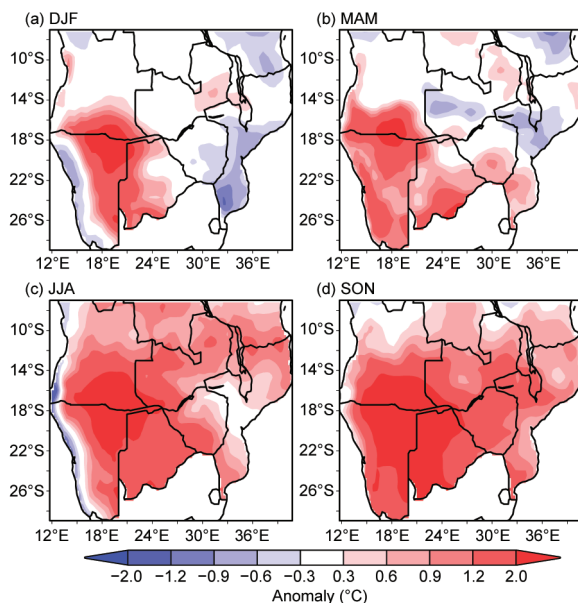 (a) DJF (b) MAM
10°S 10°S
14°S 14°S
18°S 18°S
22°S 22°S
26°S 26°S
12°E 18°E 24°E 30°E 36°E 12°E 18°E 24°E 30°E 36°E
(c) JJA (d) SON
10°S 10°S
14°S 14°S
18°S 18°S
22°S 22°S
26°S 26°S
12°E 18°E 24°E 30°E 36°E 12°E 18°E 24°E 30°E 36°E
−2.0 −1.2 −0.9 −0.6 −0.3 0.3 0.6 0.9 1.2 2.0
Anomaly (°C)